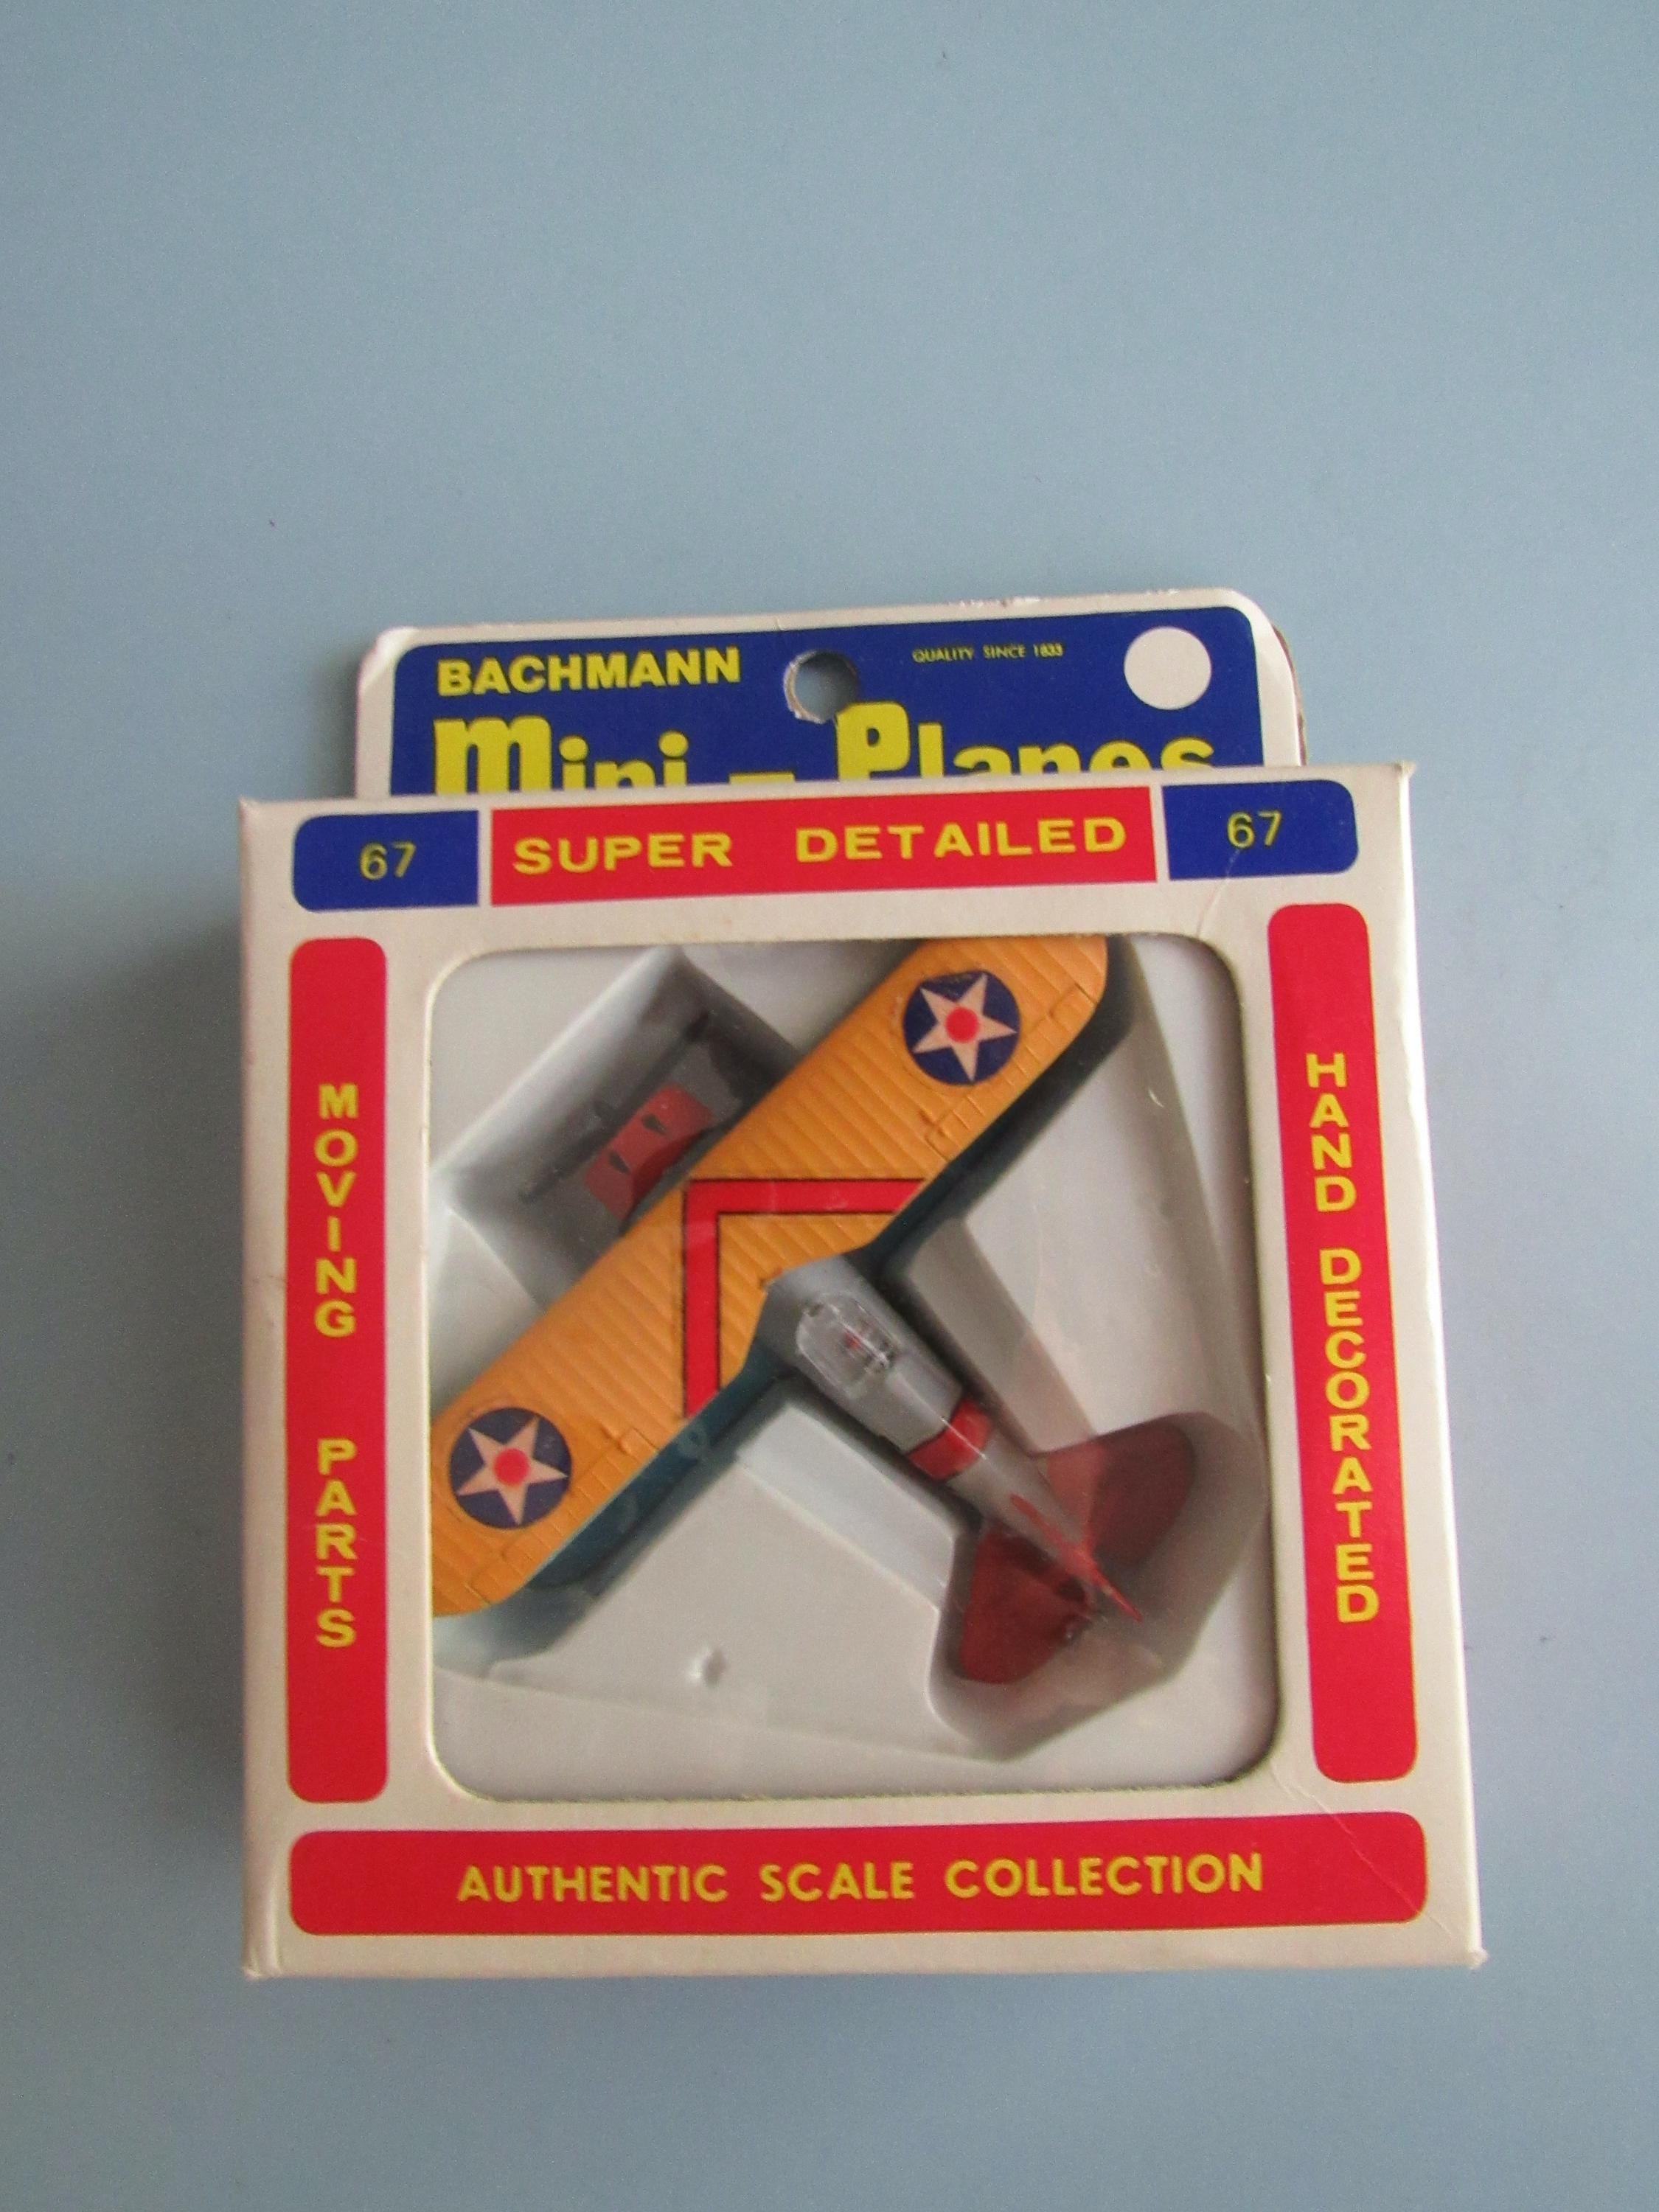 BACHMANN
QUALITY SINCE 1833
Mini - Planes
67
SUPER DETAILED
67
MOVING PARTS
HAND DECORATED
AUTHENTIC SCALE COLLECTION